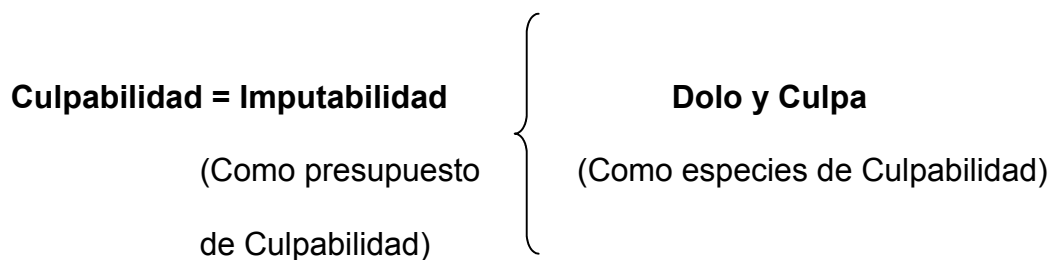 Culpabilidad = Imputabilidad Dolo y Culpa
(Como presupuesto (Como especies de Culpabilidad)
de Culpabilidad)